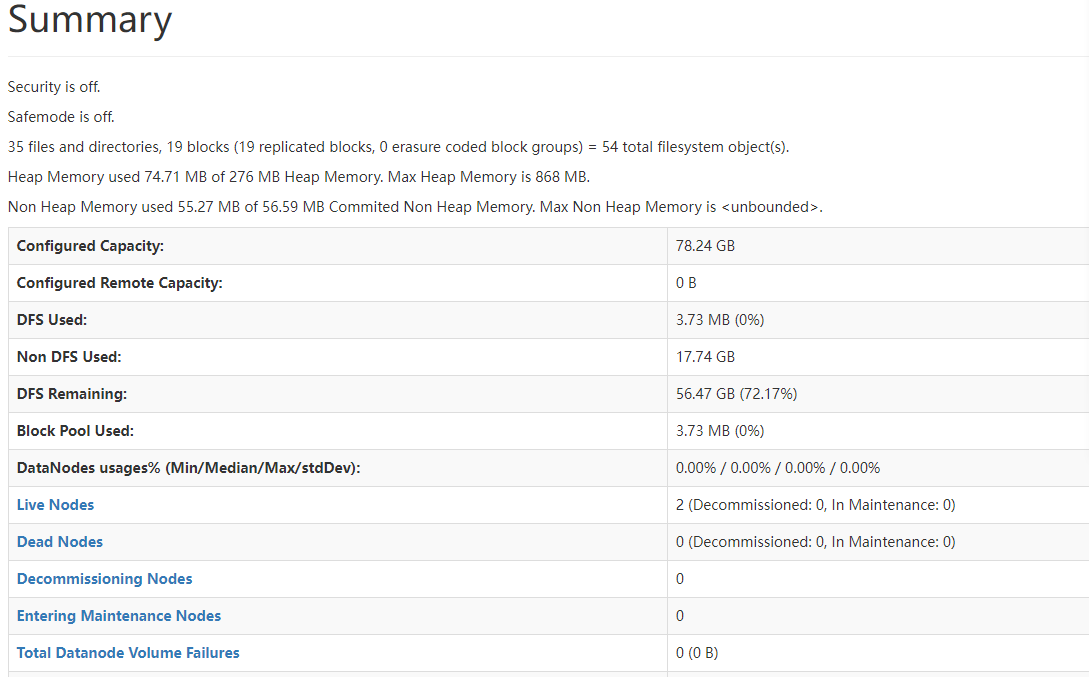 Summary
Security is off.
Safemode is off.
35 files and directories, 19 blocks (19 replicated blocks, 0 erasure coded block groups) = 54 total filesystem object(s).
Heap Memory used 74.71 MB of 276 MB Heap Memory. Max Heap Memory is 868 MB.
Non Heap Memory used 55.27 MB of 56.59 MB Commited Non Heap Memory. Max Non Heap Memory is <unbounded>.
Configured Capacity: 78.24 GB
Configured Remote Capacity: 0 B
DFS Used: 3.73 MB (0%)
Non DFS Used: 17.74 GB
DFS Remaining: 56.47 GB (72.17%)
Block Pool Used: 3.73 MB (0%)
DataNodes usages% (Min/Median/Max/stdDev): 0.00% / 0.00% / 0.00% / 0.00%
Live Nodes 2 (Decommissioned: 0, In Maintenance: 0)
Dead Nodes 0 (Decommissioned: 0, In Maintenance: 0)
Decommissioning Nodes 0
Entering Maintenance Nodes 0
Total Datanode Volume Failures 0 (0 B)